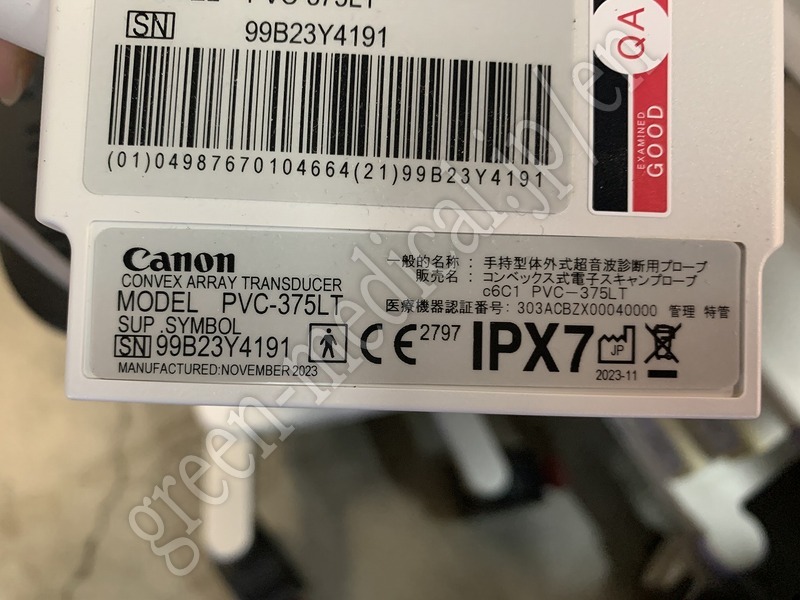 PVC-375LT
SN 99B23Y4191
(01)04987670104664(21)99B23Y4191
QA
EXAMINED
GOOD
Canon
CONVEX ARRAY TRANSDUCER
MODEL PVC-375LT
SUP .SYMBOL
SN 99B23Y4191
MANUFACTURED:NOVEMBER 2023
CE 2797
IPX7
JP
2023-11
一般的名称 : 手持型体外式超音波診断用プローブ
販売名 : コンベックス式電子スキャンプローブ
c6C1 PVC-375LT
医療機器認証番号: 303ACBZX00040000 管理 特管
green-medical.jp/en